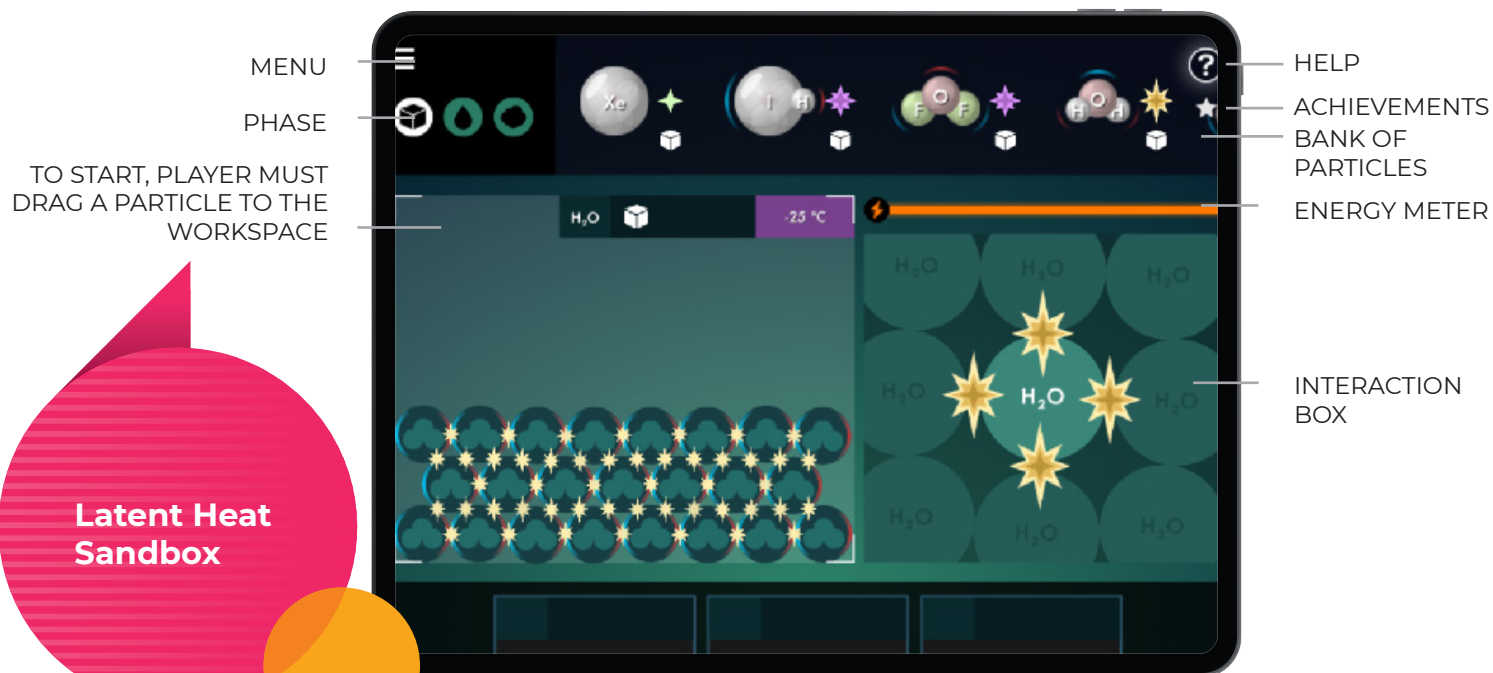 MENU
PHASE
TO START, PLAYER MUST
DRAG A PARTICLE TO THE
WORKSPACE
Latent Heat
Sandbox
Xe
I H
F O F
H O H
?
H₂O
-25 °C
H₂O H₂O H₂O
H₂O H₂O H₂O
H₂O H₂O H₂O
HELP
ACHIEVEMENTS
BANK OF
PARTICLES
ENERGY METER
INTERACTION
BOX